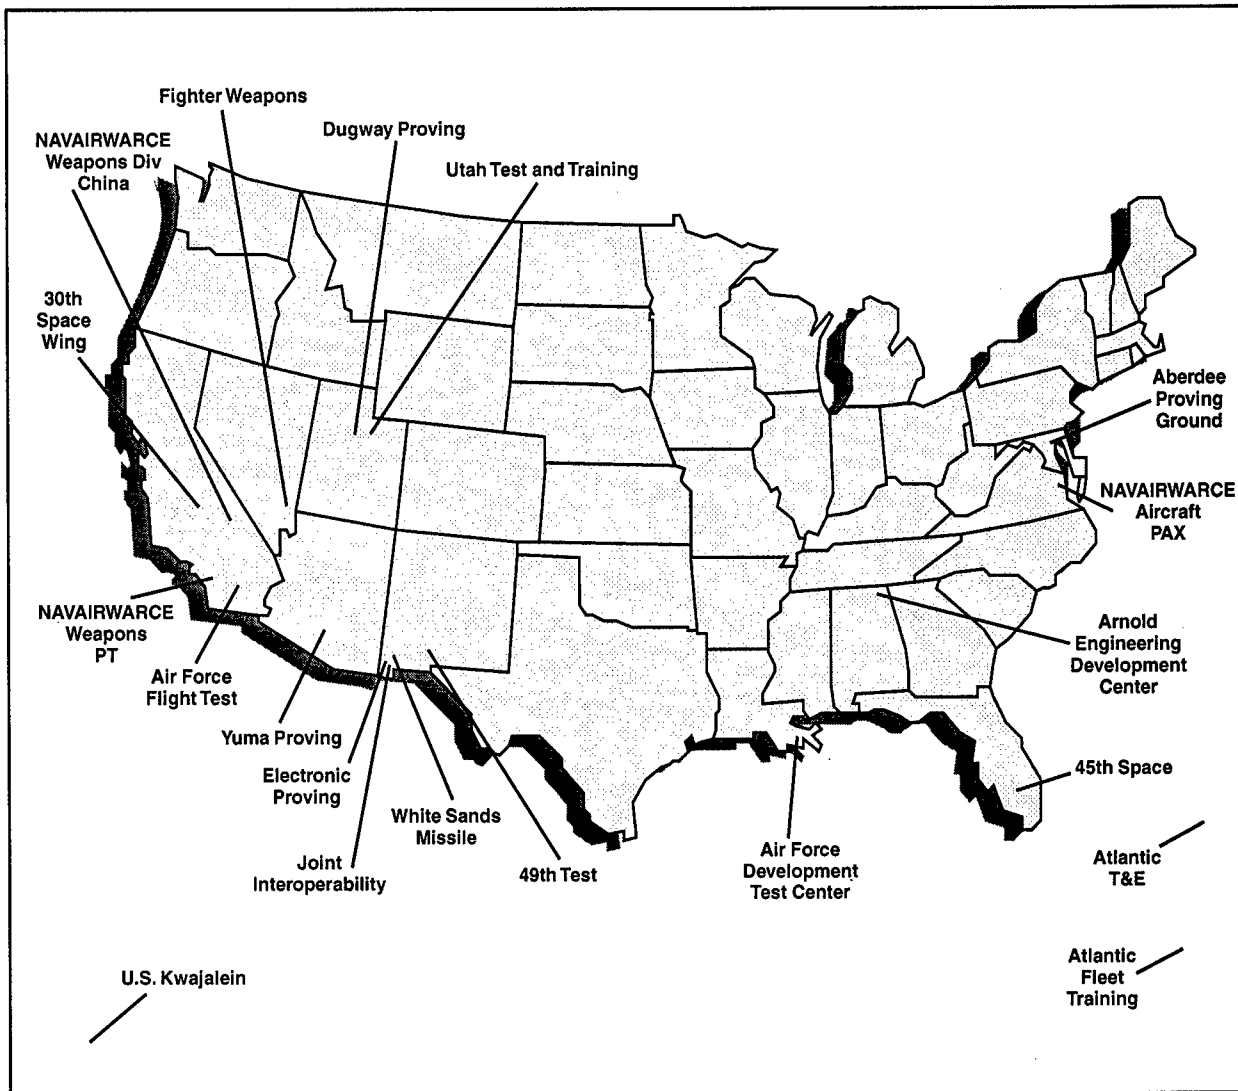 Fighter Weapons
Dugway Proving
NAVAIRWARCE
Weapons Div
China
Utah Test and Training
30th
Space
Wing
Aberdee
Proving
Ground
NAVAIRWARCE
Aircraft
PAX
NAVAIRWARCE
Weapons
PT
Air Force
Flight Test
Arnold
Engineering
Development
Center
Yuma Proving
Electronic
Proving
45th Space
White Sands
Missile
Joint
Interoperability
49th Test
Air Force
Development
Test Center
Atlantic
T&E
U.S. Kwajalein
Atlantic
Fleet
Training